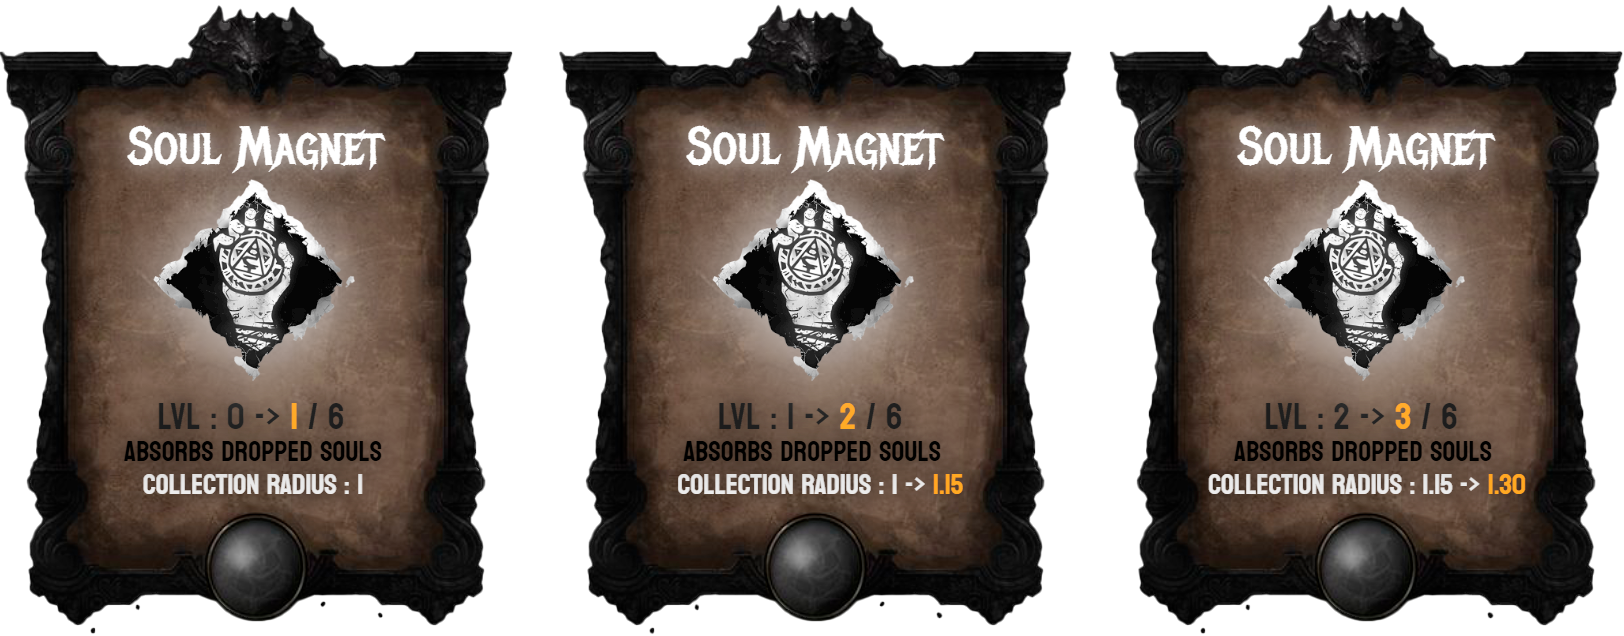 Soul Magnet
LVL : 0 -> 1 / 6
ABSORBS DROPPED SOULS
COLLECTION RADIUS : 1
Soul Magnet
LVL : 1 -> 2 / 6
ABSORBS DROPPED SOULS
COLLECTION RADIUS : 1 -> 1.15
Soul Magnet
LVL : 2 -> 3 / 6
ABSORBS DROPPED SOULS
COLLECTION RADIUS : 1.15 -> 1.30